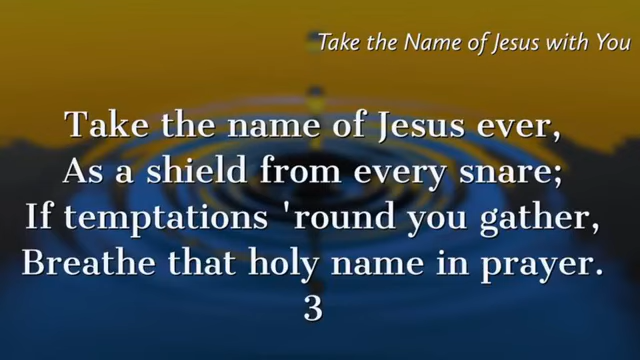 Take the Name of Jesus with You
Take the name of Jesus ever,
As a shield from every snare;
If temptations 'round you gather,
Breathe that holy name in prayer.
3